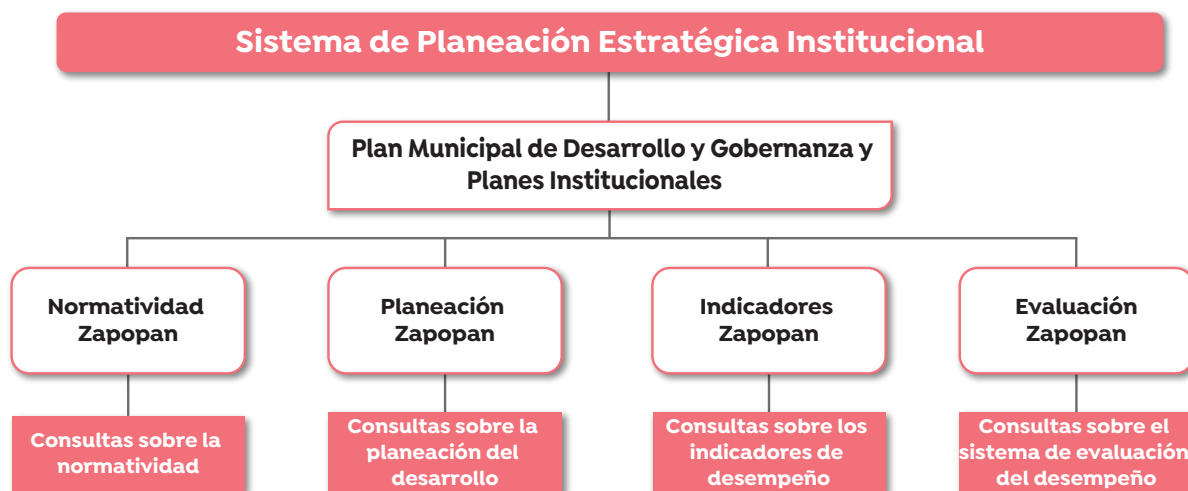 Sistema de Planeación Estratégica Institucional
Plan Municipal de Desarrollo y Gobernanza y
Planes Institucionales
Normatividad
Zapopan
Planeación
Zapopan
Indicadores
Zapopan
Evaluación
Zapopan
Consultas sobre la
normatividad
Consultas sobre la
planeación del
desarrollo
Consultas sobre los
indicadores de
desempeño
Consultas sobre el
sistema de evaluación
del desempeño